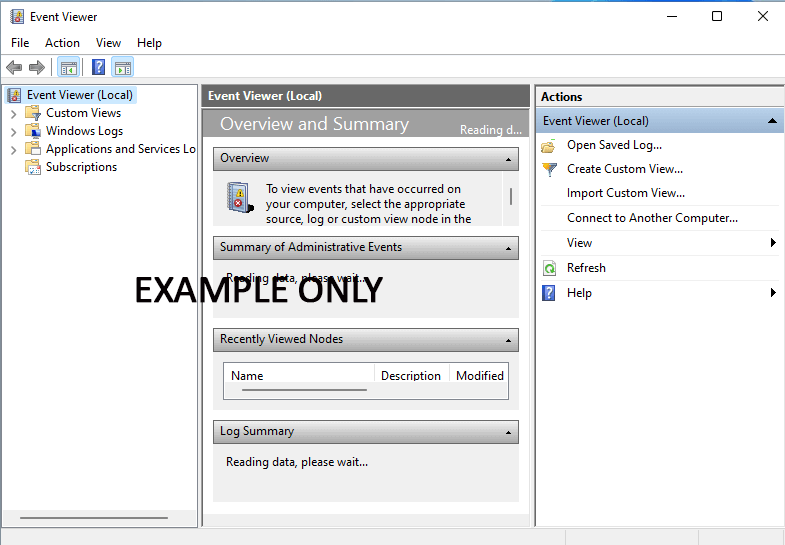 Event Viewer
File Action View Help
Event Viewer (Local)
Custom Views
Windows Logs
Applications and Services Lo
Subscriptions
Event Viewer (Local)
Overview and Summary
Reading d...
Overview
To view events that have occurred on
your computer, select the appropriate
source, log or custom view node in the
Summary of Administrative Events
Reading data, please wait...
EXAMPLE ONLY
Recently Viewed Nodes
Name Description Modified
Log Summary
Reading data, please wait...
Actions
Event Viewer (Local)
Open Saved Log...
Create Custom View...
Import Custom View...
Connect to Another Computer...
View
Refresh
Help